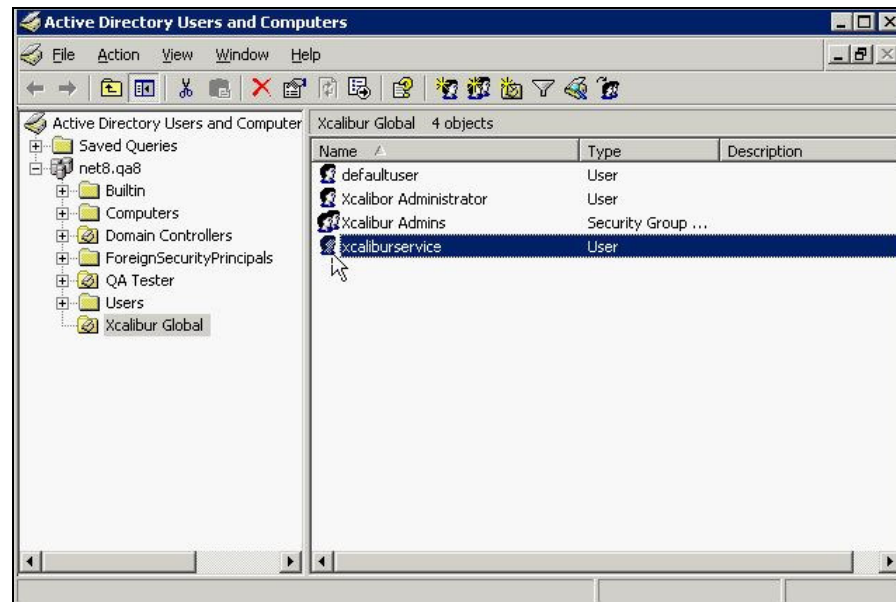 Active Directory Users and Computers
File Action View Window Help
Active Directory Users and Computer
Saved Queries
net8.qa8
Builtin
Computers
Domain Controllers
ForeignSecurityPrincipals
QA Tester
Users
Xcalibur Global
Xcalibur Global 4 objects
Name Type Description
defaultuser User
Xcalibor Administrator User
Xcalibur Admins Security Group ...
xcaliburservice User